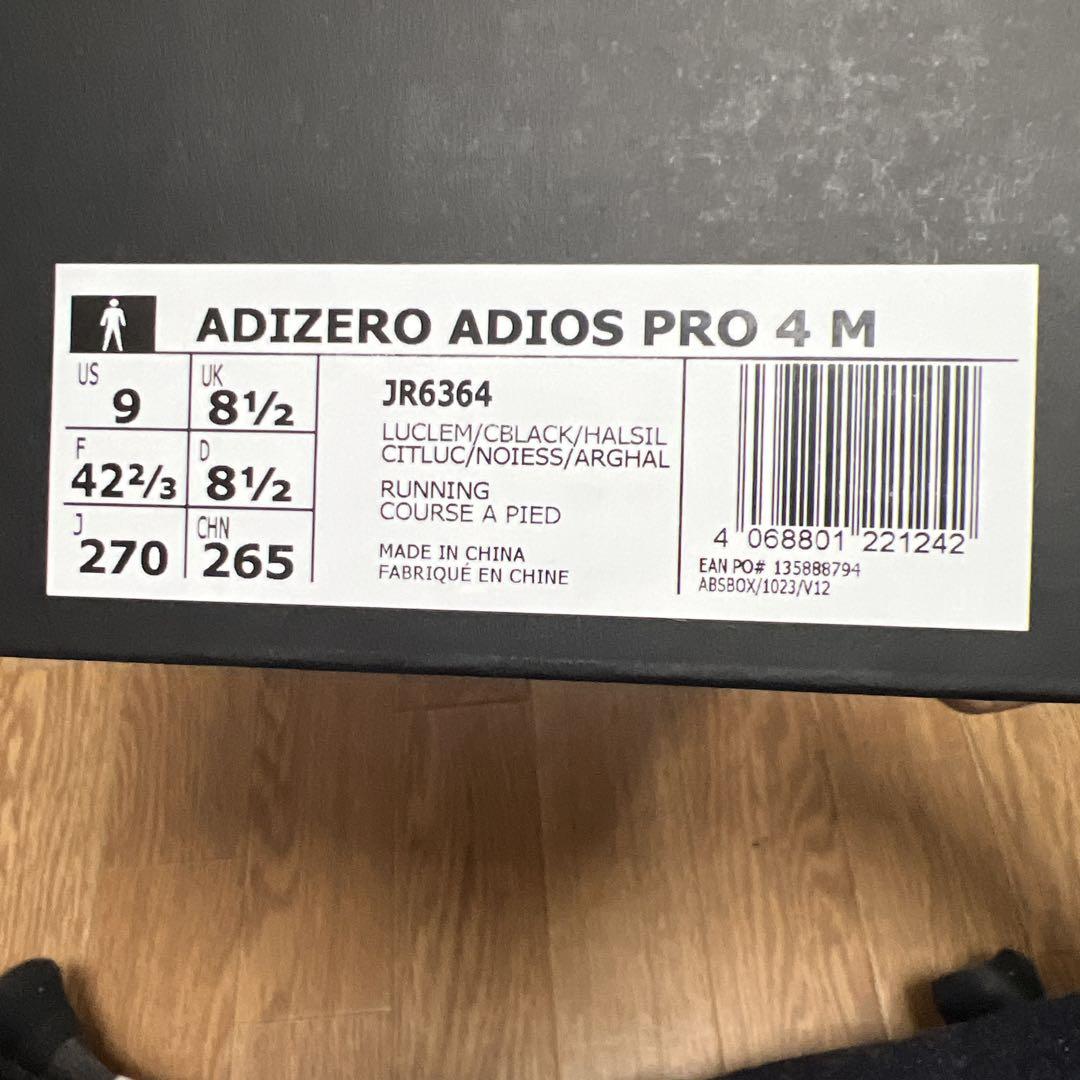 ADIZERO ADIOS PRO 4 M
US 9 UK 8½
F 42⅔ D 8½
J 270 CHN 265
JR6364
LUCLEM/CBLACK/HALSIL
CITLUC/NOIESS/ARGHAL
RUNNING
COURSE A PIED
MADE IN CHINA
FABRIQUÉ EN CHINE
4 068801 221242
EAN PO# 135888794
ABSBOX/1023/V12